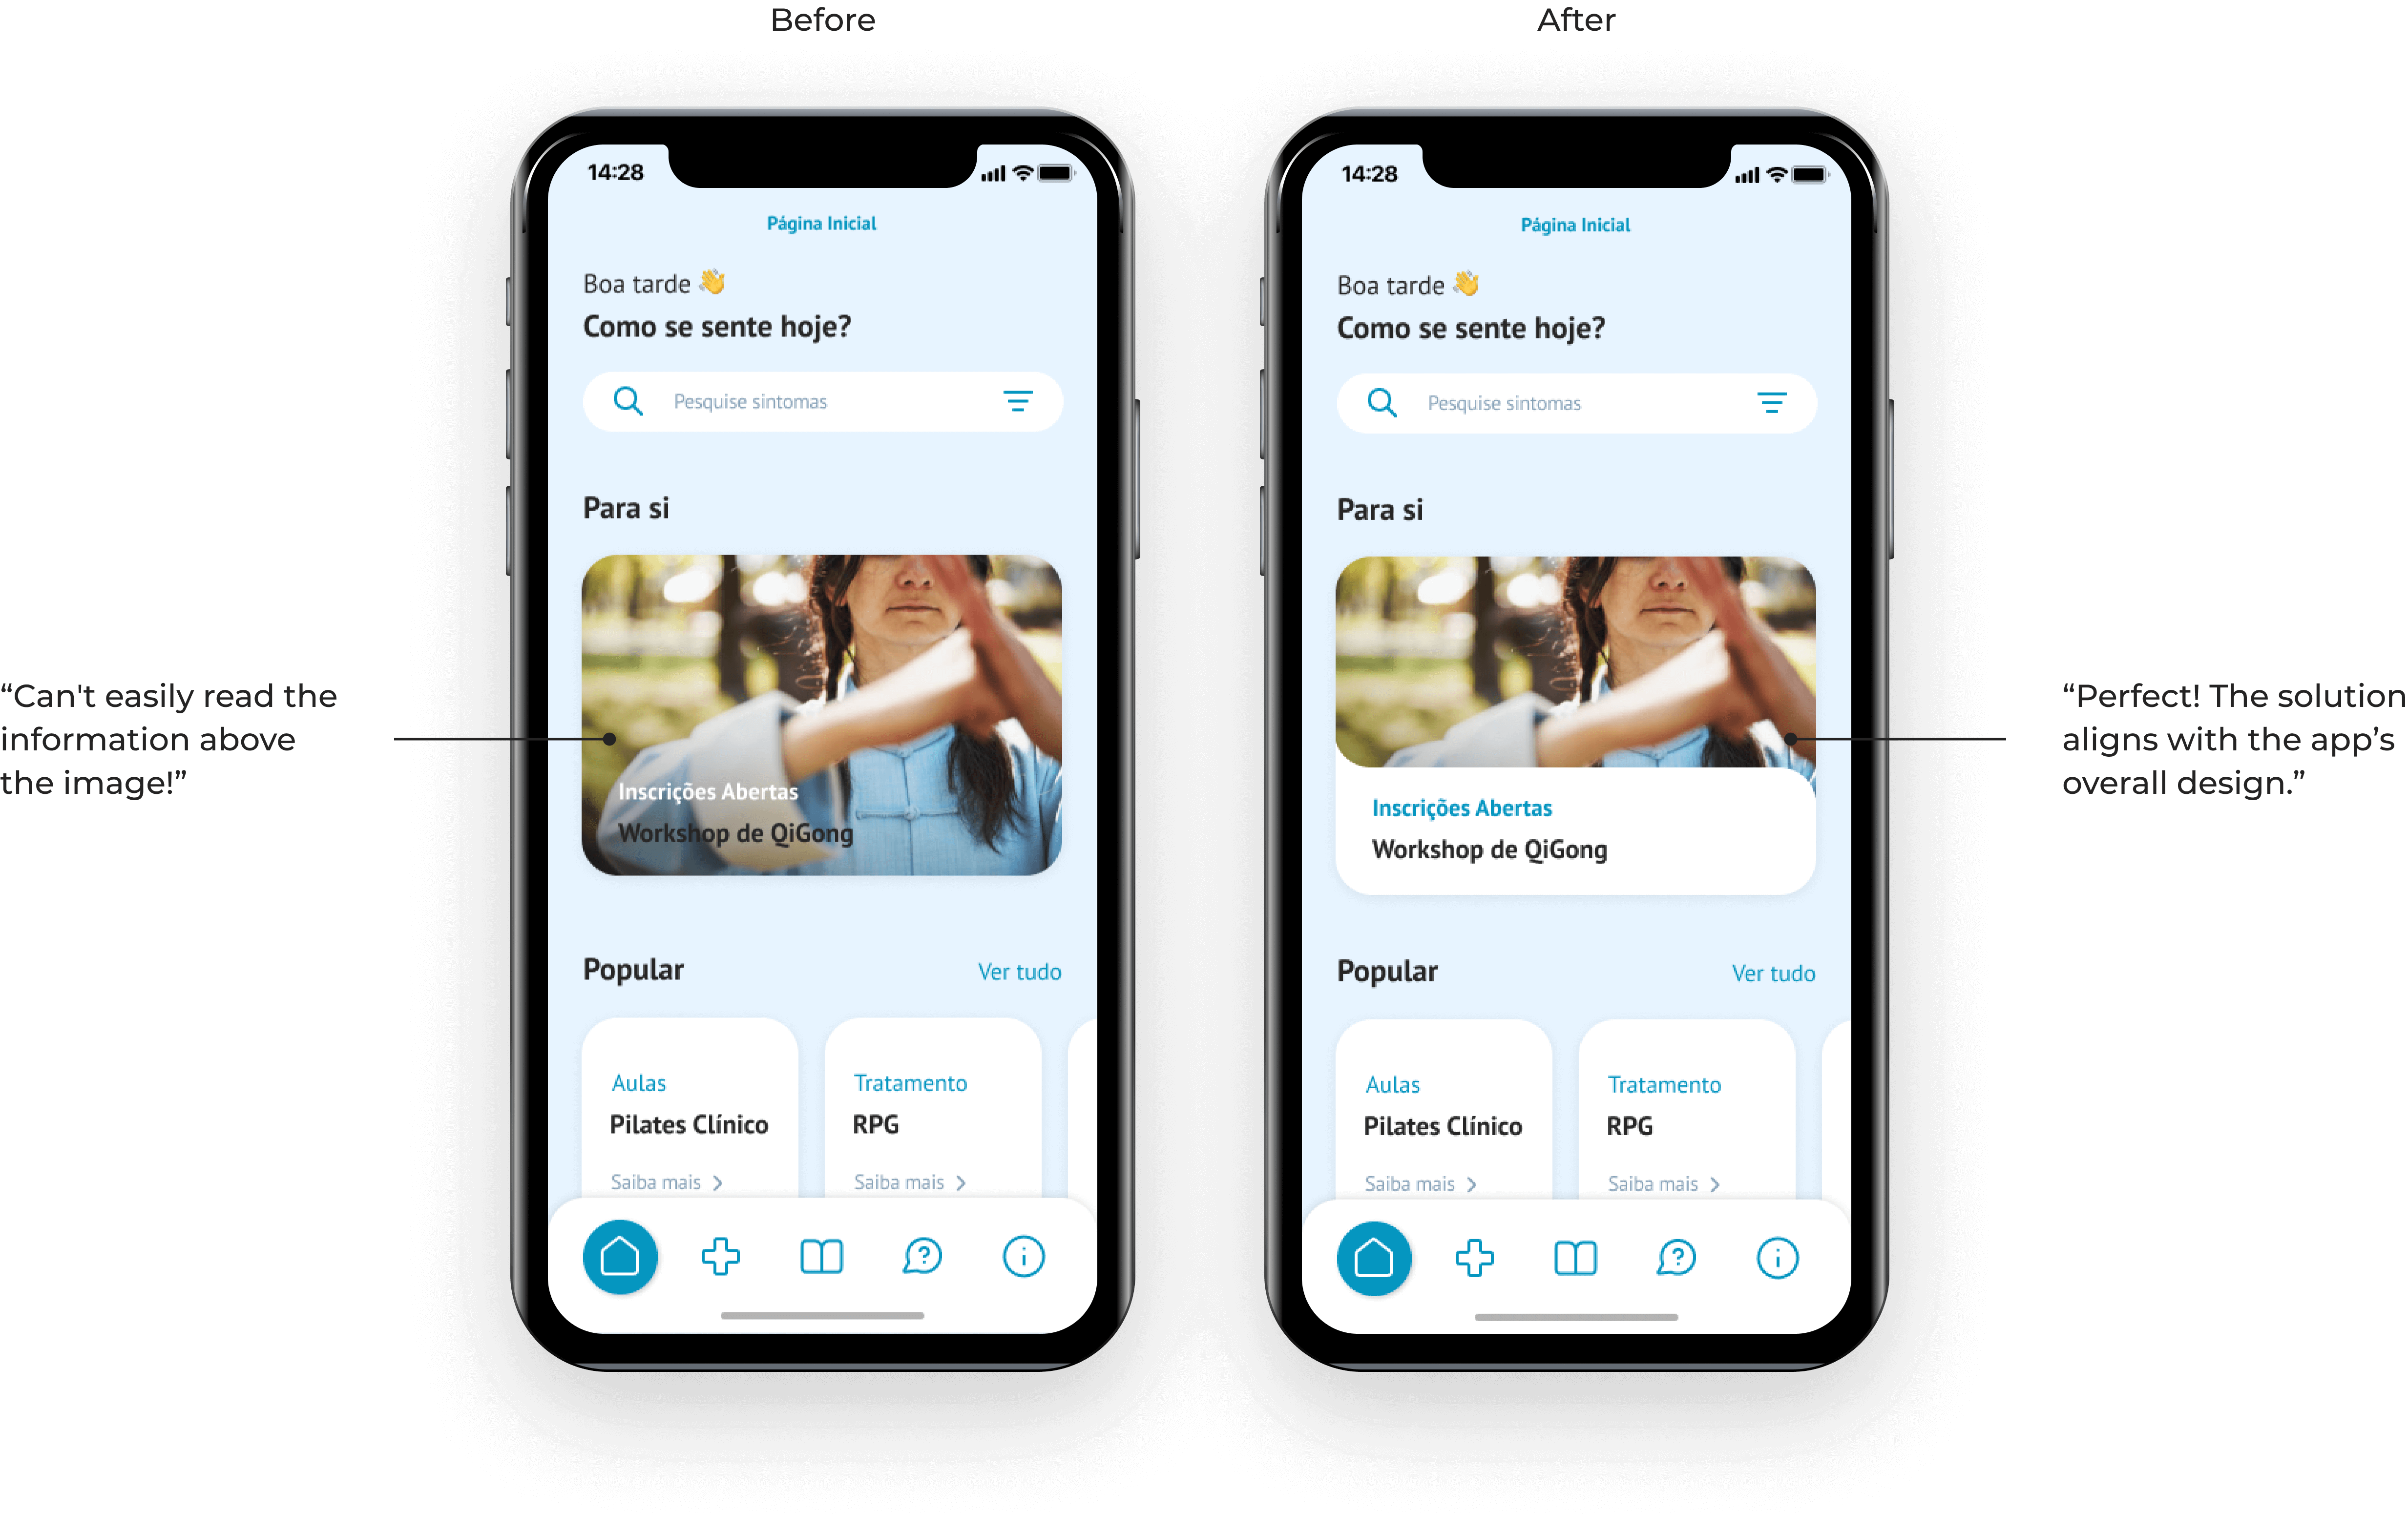 Before
After
14:28
Página Inicial
Boa tarde 👋
Como se sente hoje?
Pesquise sintomas
Para si
Inscrições Abertas
Workshop de QiGong
Popular
Ver tudo
Aulas
Pilates Clínico
Saiba mais >
Tratamento
RPG
Saiba mais >
“Can't easily read the
information above
the image!”
14:28
Página Inicial
Boa tarde 👋
Como se sente hoje?
Pesquise sintomas
Para si
Inscrições Abertas
Workshop de QiGong
Popular
Ver tudo
Aulas
Pilates Clínico
Saiba mais >
Tratamento
RPG
Saiba mais >
“Perfect! The solution
aligns with the app’s
overall design.”